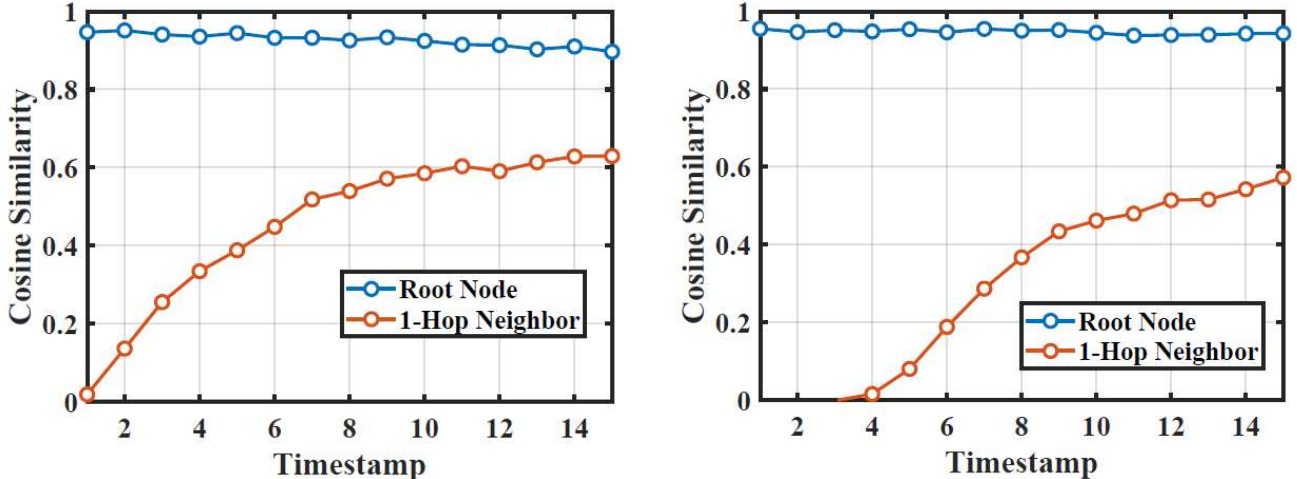 1
0.8
0.6
0.4
0.2
0
Cosine Similarity
Root Node
1-Hop Neighbor
2 4 6 8 10 12 14
Timestamp
1
0.8
0.6
0.4
0.2
0
Cosine Similarity
Root Node
1-Hop Neighbor
2 4 6 8 10 12 14
Timestamp